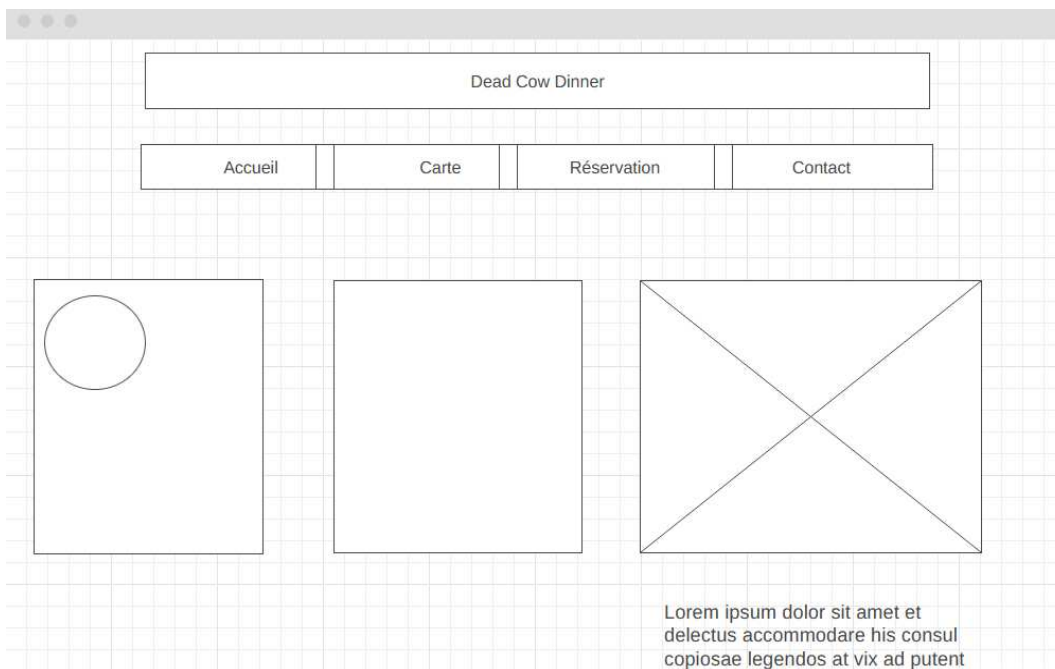 Dead Cow Dinner
Accueil Carte Réservation Contact
Lorem ipsum dolor sit amet et
delectus accommodare his consul
copiosae legendos at vix ad putent